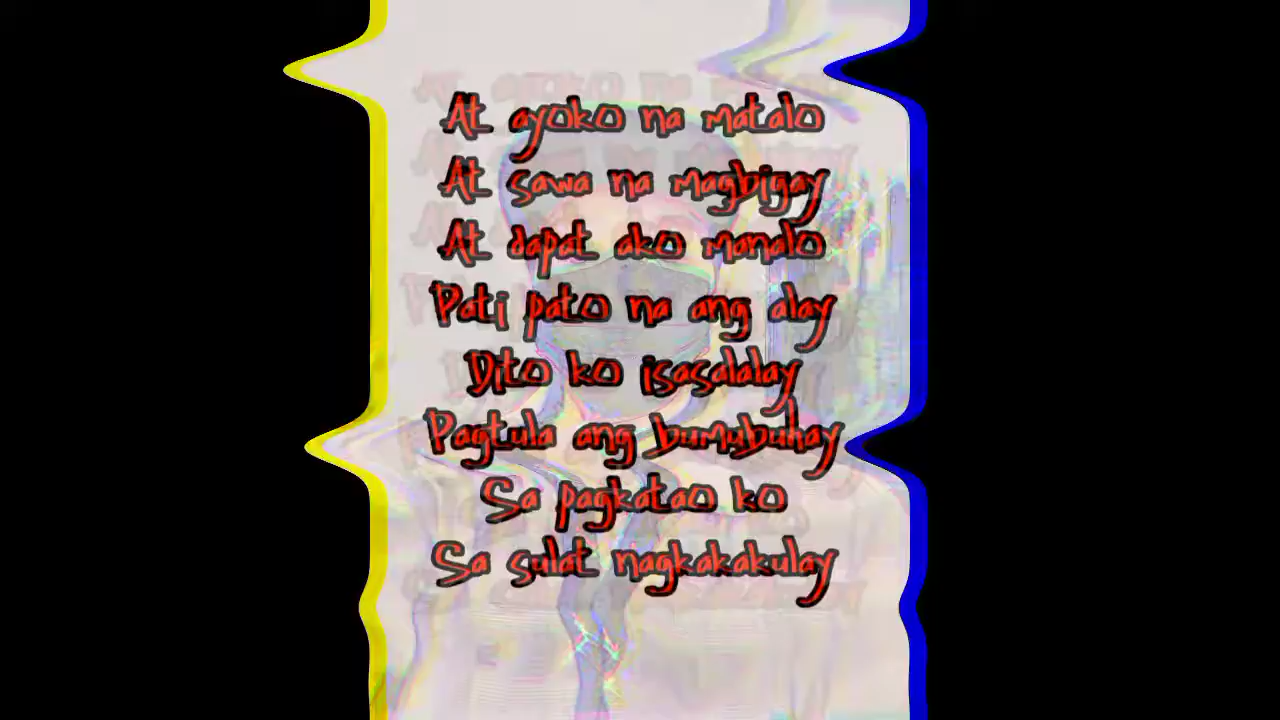 At ayoko na matalo
At sawa na magbigay
At dapat ako manalo
Pati pato na ang alay
Dito ko isasalalay
Pagtula ang bumubuhay
Sa pagkatao ko
Sa sulat nagkakakulay